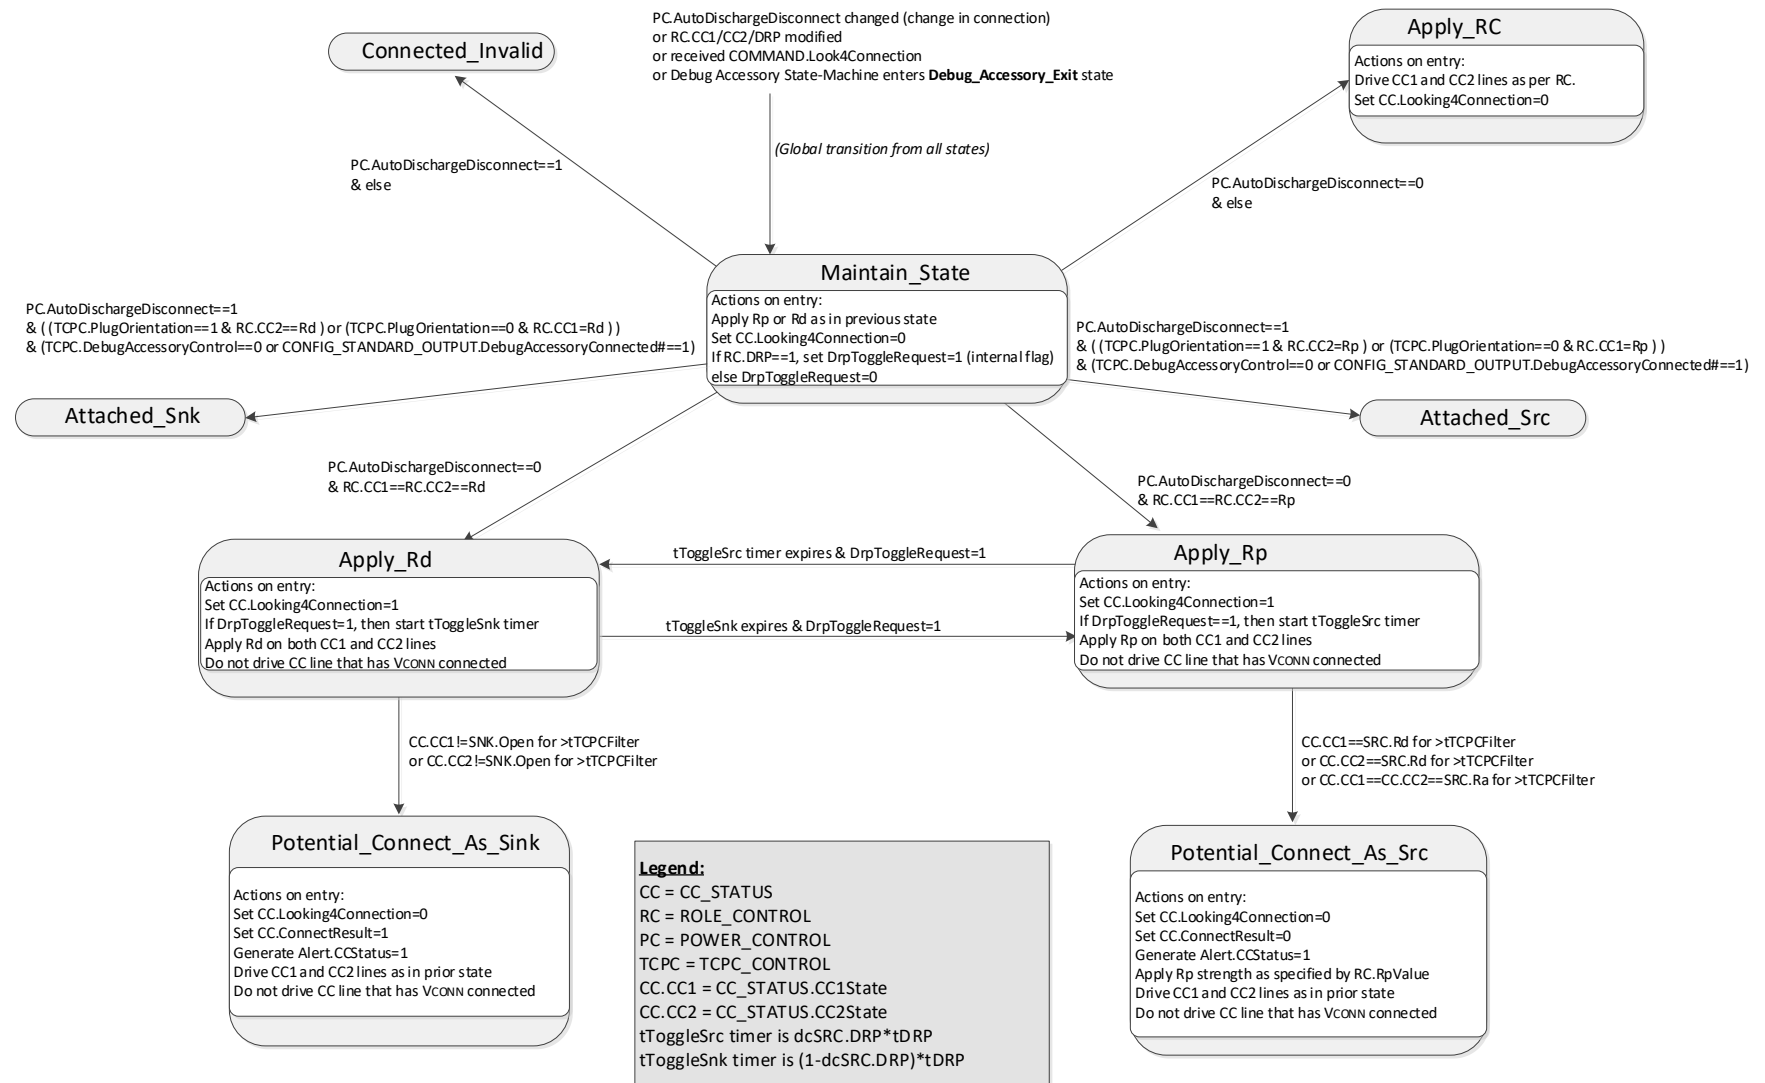 PC.AutoDischargeDisconnect changed (change in connection)
or RC.CC1/CC2/DRP modified
or received COMMAND.Look4Connection
or Debug Accessory State-Machine enters Debug_Accessory_Exit state
Connected_Invalid
Apply_RC
Actions on entry:
Drive CC1 and CC2 lines as per RC.
Set CC.Looking4Connection=0
(Global transition from all states)
PC.AutoDischargeDisconnect==1
& else
PC.AutoDischargeDisconnect==0
& else
Maintain_State
Actions on entry:
Apply Rp or Rd as in previous state
Set CC.Looking4Connection=0
If RC.DRP==1, set DrpToggleRequest=1 (internal flag)
else DrpToggleRequest=0
PC.AutoDischargeDisconnect==1
& ( (TCPC.PlugOrientation==1 & RC.CC2==Rd ) or (TCPC.PlugOrientation==0 & RC.CC1=Rd ) )
& (TCPC.DebugAccessoryControl==0 or CONFIG_STANDARD_OUTPUT.DebugAccessoryConnected#==1)
PC.AutoDischargeDisconnect==1
& ( (TCPC.PlugOrientation==1 & RC.CC2=Rp ) or (TCPC.PlugOrientation==0 & RC.CC1=Rp ) )
& (TCPC.DebugAccessoryControl==0 or CONFIG_STANDARD_OUTPUT.DebugAccessoryConnected#==1)
Attached_Snk
Attached_Src
PC.AutoDischargeDisconnect==0
& RC.CC1==RC.CC2==Rd
PC.AutoDischargeDisconnect==0
& RC.CC1==RC.CC2==Rp
Apply_Rd
Actions on entry:
Set CC.Looking4Connection=1
If DrpToggleRequest=1, then start tToggleSnk timer
Apply Rd on both CC1 and CC2 lines
Do not drive CC line that has VCONN connected
tToggleSrc timer expires & DrpToggleRequest=1
tToggleSnk expires & DrpToggleRequest=1
Apply_Rp
Actions on entry:
Set CC.Looking4Connection=1
If DrpToggleRequest==1, then start tToggleSrc timer
Apply Rp on both CC1 and CC2 lines
Do not drive CC line that has VCONN connected
CC.CC1!=SNK.Open for >tTCPCFilter
or CC.CC2!=SNK.Open for >tTCPCFilter
CC.CC1==SRC.Rd for >tTCPCFilter
or CC.CC2==SRC.Rd for >tTCPCFilter
or CC.CC1==CC.CC2==SRC.Ra for >tTCPCFilter
Potential_Connect_As_Sink
Actions on entry:
Set CC.Looking4Connection=0
Set CC.ConnectResult=1
Generate Alert.CCStatus=1
Drive CC1 and CC2 lines as in prior state
Do not drive CC line that has VCONN connected
Legend:
CC = CC_STATUS
RC = ROLE_CONTROL
PC = POWER_CONTROL
TCPC = TCPC_CONTROL
CC.CC1 = CC_STATUS.CC1State
CC.CC2 = CC_STATUS.CC2State
tToggleSrc timer is dcSRC.DRP*tDRP
tToggleSnk timer is (1-dcSRC.DRP)*tDRP
Potential_Connect_As_Src
Actions on entry:
Set CC.Looking4Connection=0
Set CC.ConnectResult=0
Generate Alert.CCStatus=1
Apply Rp strength as specified by RC.RpValue
Drive CC1 and CC2 lines as in prior state
Do not drive CC line that has VCONN connected